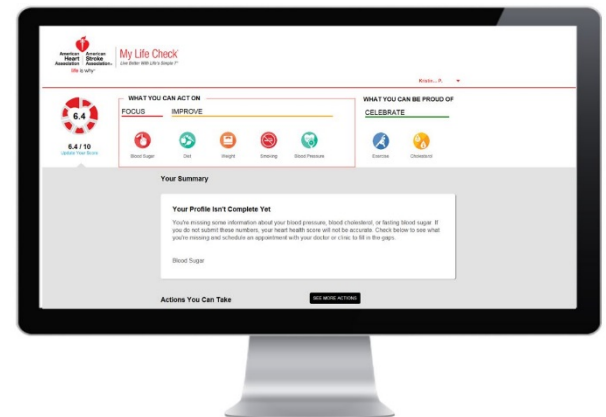 American Heart Association
American Stroke Association®
life is why™
My Life Check®
Live Better With Life's Simple 7™
Kristin... P.
WHAT YOU CAN ACT ON
WHAT YOU CAN BE PROUD OF
FOCUS
IMPROVE
CELEBRATE
6.4
6.4 / 10
Update Your Score
Blood Sugar
Diet
Weight
Smoking
Blood Pressure
Exercise
Cholesterol
Your Summary
Your Profile Isn't Complete Yet
You're missing some information about your blood pressure, blood cholesterol, or fasting blood sugar. If
you do not submit these numbers, your heart health score will not be accurate. Check below to see what
you're missing and schedule an appointment with your doctor or clinic to fill in the gaps.
Blood Sugar
Actions You Can Take
SEE MORE ACTIONS